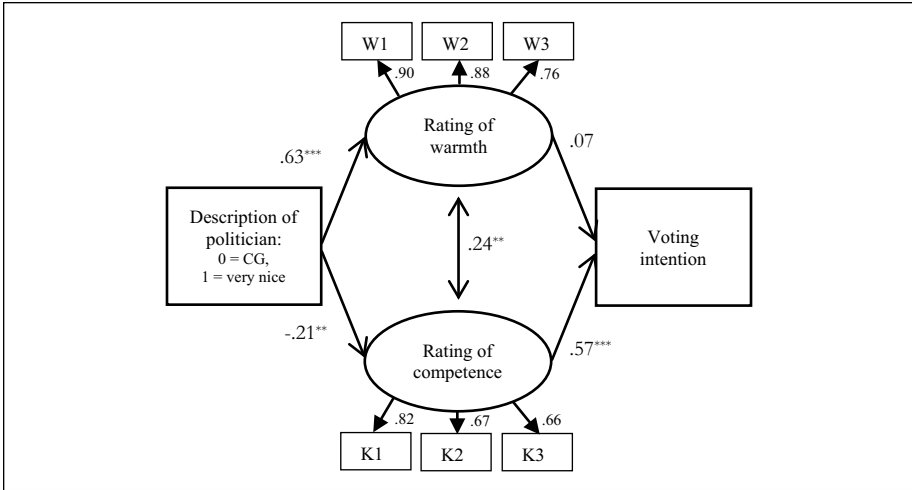 W1
W2
W3
.90
.88
.76
Rating of
warmth
.63***
.07
Description of
politician:
0 = CG,
1 = very nice
.24**
Voting
intention
-.21**
.57***
Rating of
competence
.82
.67
.66
K1
K2
K3